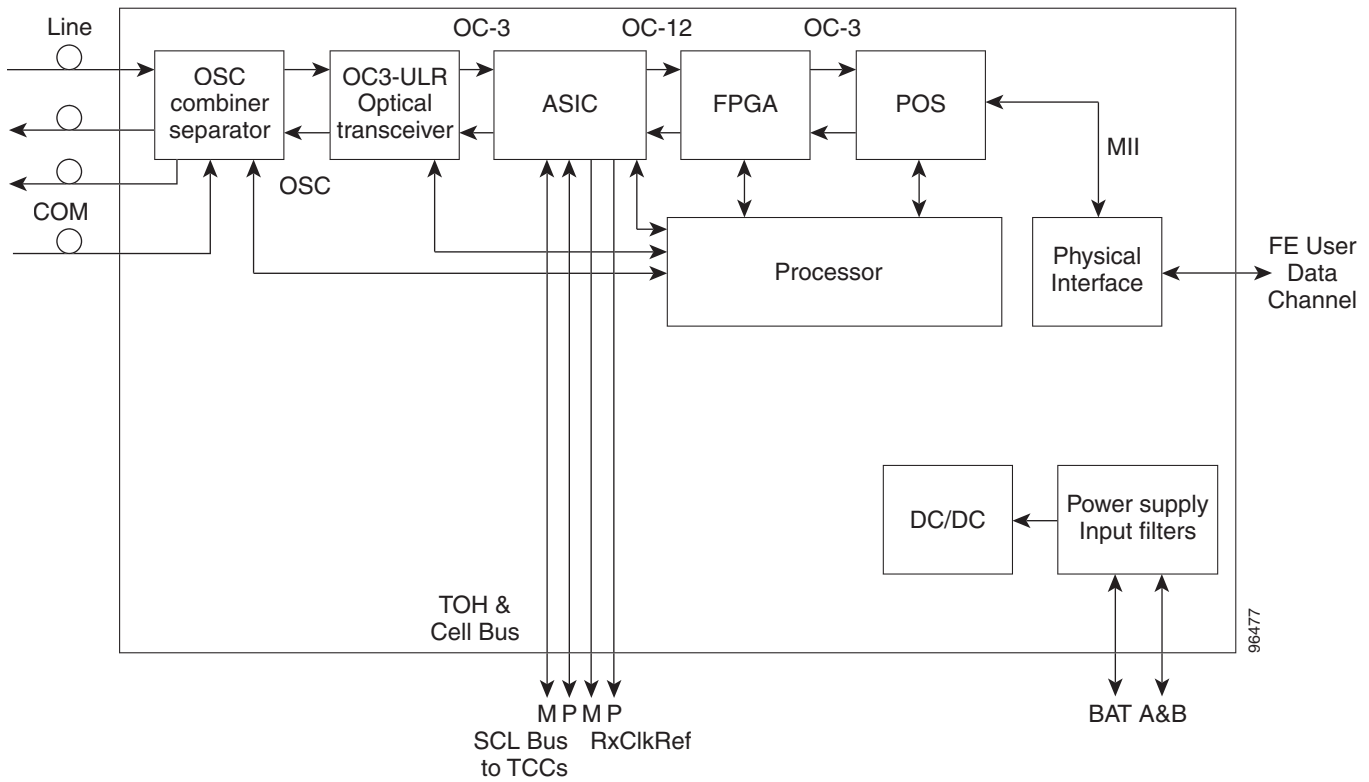 Line
OC-3
OC-12
OC-3
OSC
combiner
separator
OC3-ULR
Optical
transceiver
ASIC
FPGA
POS
MII
OSC
COM
Processor
Physical
Interface
FE User
Data
Channel
DC/DC
Power supply
Input filters
TOH &
Cell Bus
96477
M P M P
SCL Bus
to TCCs
RxClkRef
BAT A&B